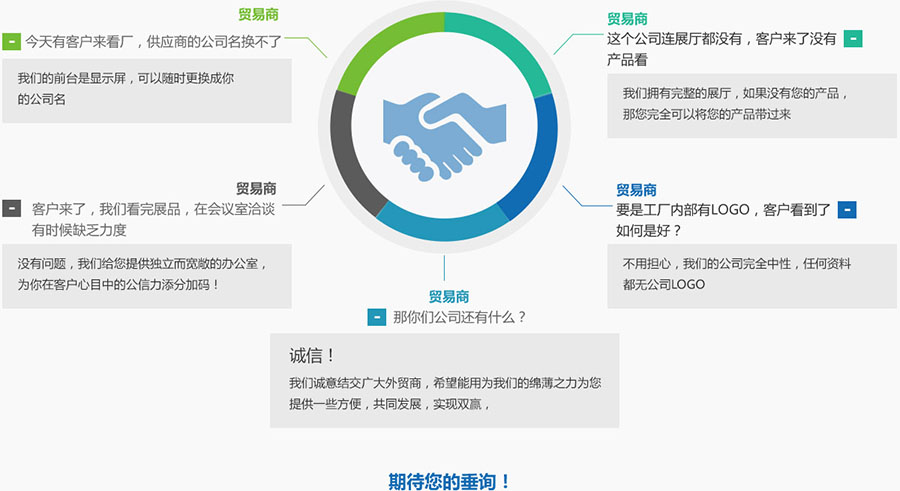 贸易商
今天有客户来看厂，供应商的公司名换不了
我们的前台是显示屏，可以随时更换成你
的公司名
贸易商
这个公司连展厅都没有，客户来了没有
产品看
我们拥有完整的展厅，如果没有您的产品，
那您完全可以将您的产品带过来
贸易商
客户来了，我们看完展品，在会议室洽谈
有时候缺乏力度
没有问题，我们给您提供独立而宽敞的办公室，
为你在客户心目中的公信力添分加码！
贸易商
要是工厂内部有LOGO，客户看到了
如何是好？
不用担心，我们的公司完全中性，任何资料
都无公司LOGO
贸易商
那你们公司还有什么？
诚信！
我们诚意结交广大外贸商，希望能用为我们的绵薄之力为您
提供一些方便，共同发展，实现双赢，
期待您的垂询！